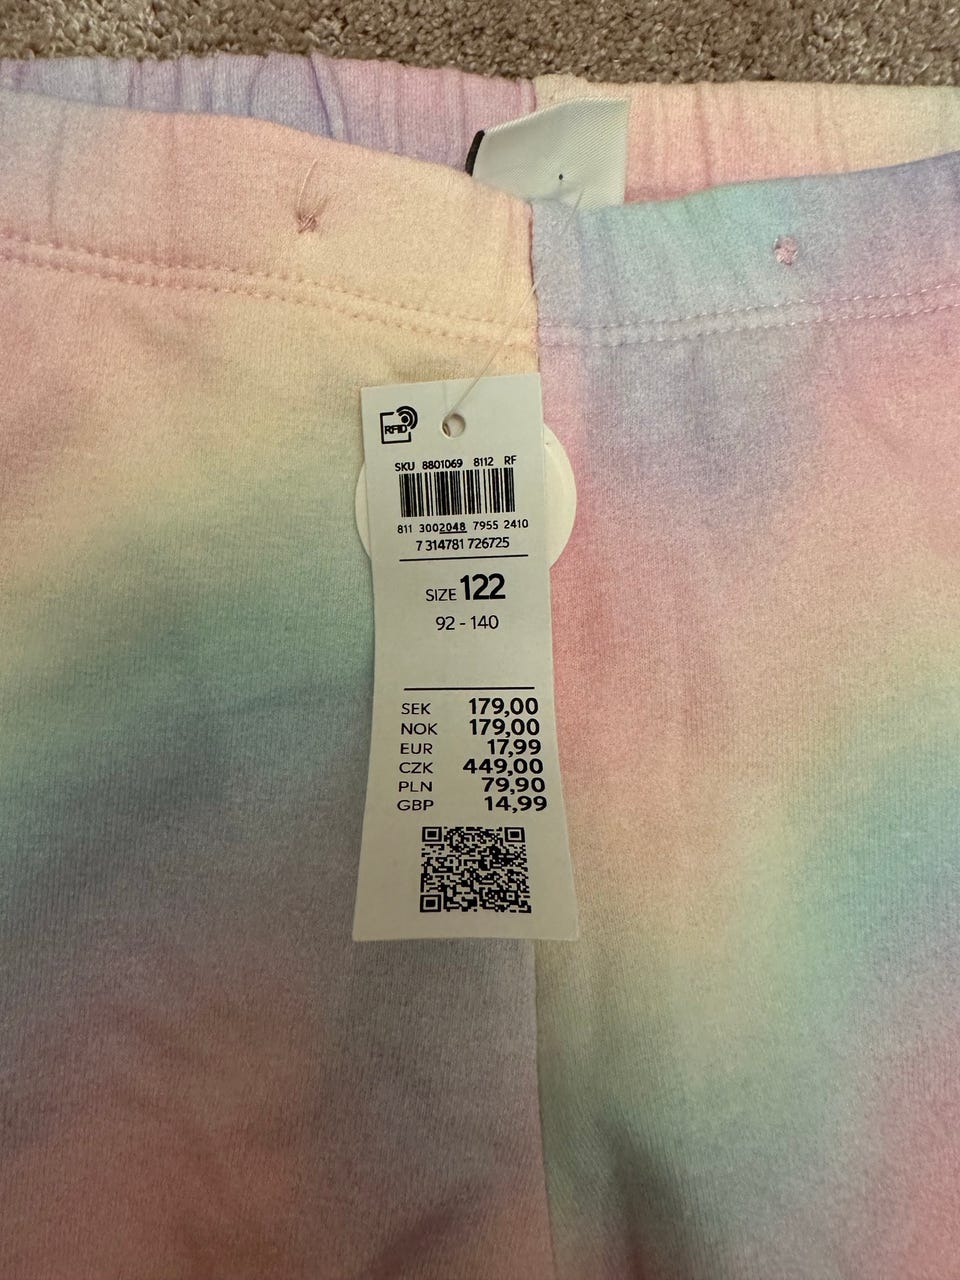 RFID
SKU 8801069 8112 RF
811 3002048 7955 2410
7 314781 726725
SIZE 122
92 - 140
SEK 179,00
NOK 179,00
EUR 17,99
CZK 449,00
PLN 79,90
GBP 14,99